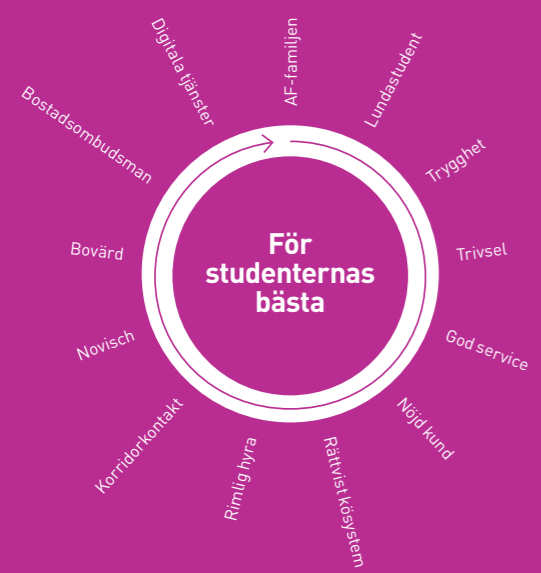 AF-familjen
Lundastudent
Trygghet
Trivsel
God service
Nöjd kund
Rättvist kösystem
Rimlig hyra
Korridorkontakt
Novisch
Bovärd
Bostadsombudsman
Digitala tjänster
För
studenternas
bästa